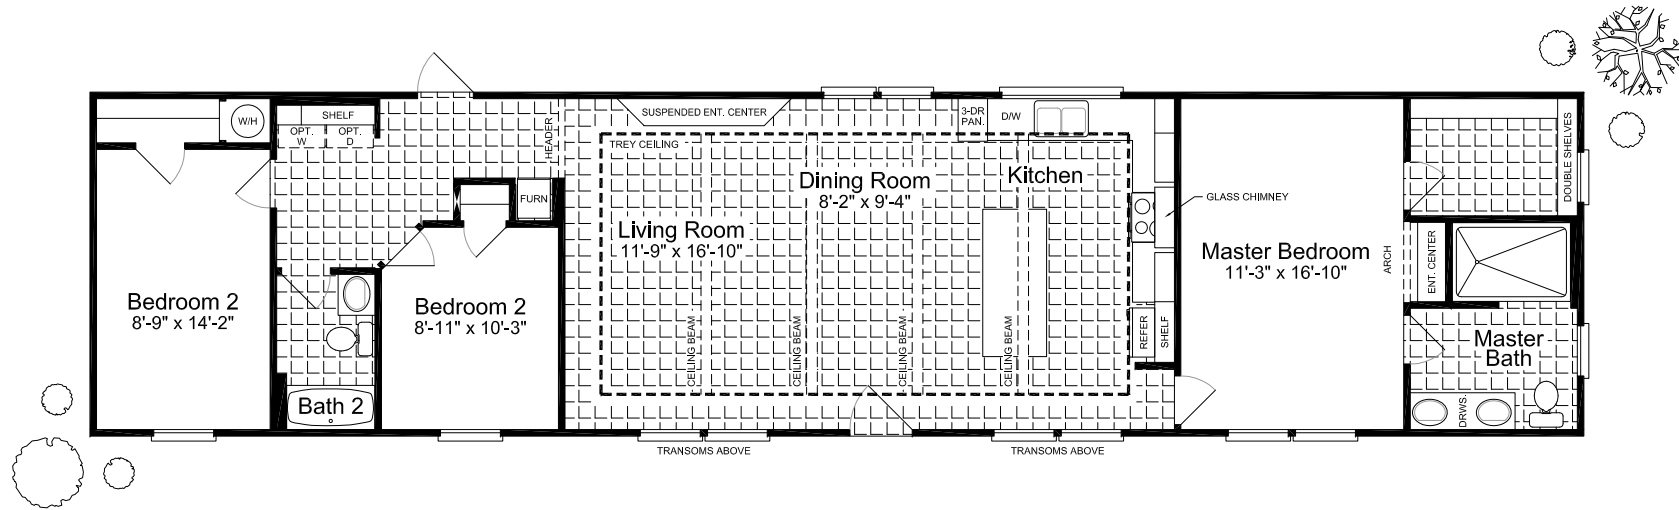 W/H
SHELF
OPT.
W
OPT.
D
HEADER
FURN
Bedroom 2
8'-9" x 14'-2"
Bath 2
Bedroom 2
8'-11" x 10'-3"
SUSPENDED ENT. CENTER
TREY CEILING
Living Room
11'-9" x 16'-10"
Dining Room
8'-2" x 9'-4"
3-DR
PAN.
D/W
Kitchen
CEILING BEAM
CEILING BEAM
CEILING BEAM
CEILING BEAM
REFER
SHELF
TRANSOMS ABOVE
TRANSOMS ABOVE
GLASS CHIMNEY
Master Bedroom
11'-3" x 16'-10"
ARCH
ENT. CENTER
DOUBLE SHELVES
Master
Bath
DRWS.